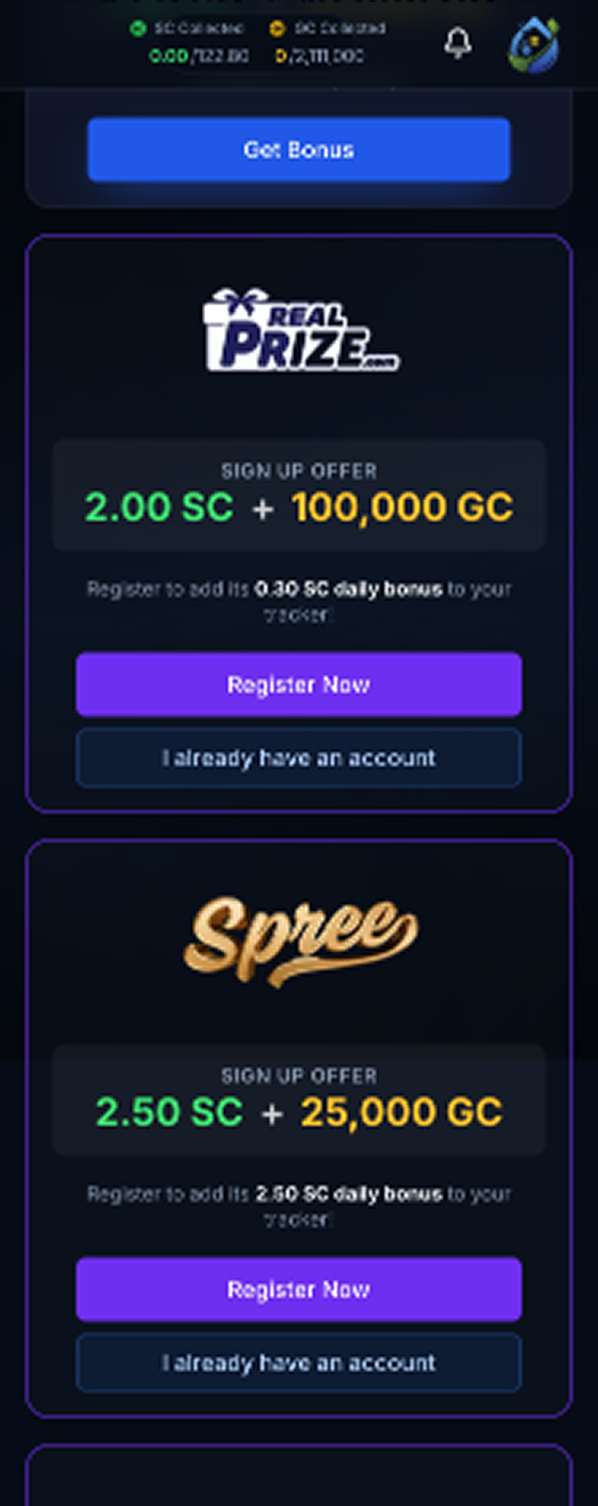 SC Collected GC Collected
0.00 /122.80 0 /2,111,000
Get Bonus
REAL
PRIZE.com
SIGN UP OFFER
2.00 SC + 100,000 GC
Register to add its 0.30 SC daily bonus to your
tracker!
Register Now
I already have an account
Spree
SIGN UP OFFER
2.50 SC + 25,000 GC
Register to add its 2.50 SC daily bonus to your
tracker!
Register Now
I already have an account